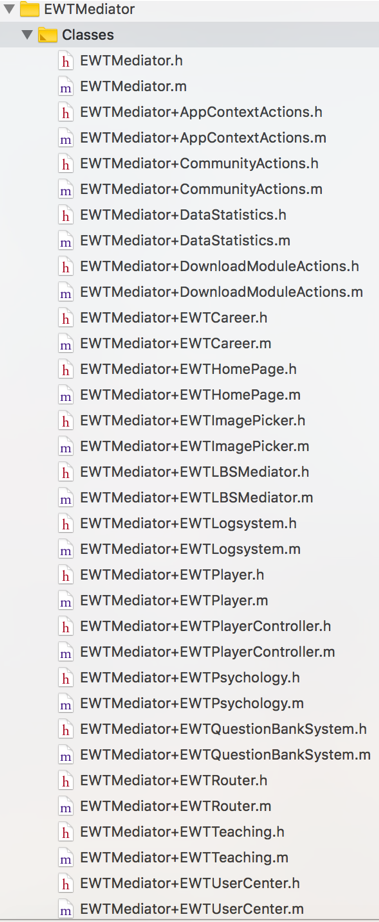 EWTMediator
Classes
h EWTMediator.h
m EWTMediator.m
h EWTMediator+AppContextActions.h
m EWTMediator+AppContextActions.m
h EWTMediator+CommunityActions.h
m EWTMediator+CommunityActions.m
h EWTMediator+DataStatistics.h
m EWTMediator+DataStatistics.m
h EWTMediator+DownloadModuleActions.h
m EWTMediator+DownloadModuleActions.m
h EWTMediator+EWTCareer.h
m EWTMediator+EWTCareer.m
h EWTMediator+EWTHomePage.h
m EWTMediator+EWTHomePage.m
h EWTMediator+EWTImagePicker.h
m EWTMediator+EWTImagePicker.m
h EWTMediator+EWTLBSMediator.h
m EWTMediator+EWTLBSMediator.m
h EWTMediator+EWTLogsystem.h
m EWTMediator+EWTLogsystem.m
h EWTMediator+EWTPlayer.h
m EWTMediator+EWTPlayer.m
h EWTMediator+EWTPlayerController.h
m EWTMediator+EWTPlayerController.m
h EWTMediator+EWTPsychology.h
m EWTMediator+EWTPsychology.m
h EWTMediator+EWTQuestionBankSystem.h
m EWTMediator+EWTQuestionBankSystem.m
h EWTMediator+EWTRouter.h
m EWTMediator+EWTRouter.m
h EWTMediator+EWTTeaching.h
m EWTMediator+EWTTeaching.m
h EWTMediator+EWTUserCenter.h
m EWTMediator+EWTUserCenter.m